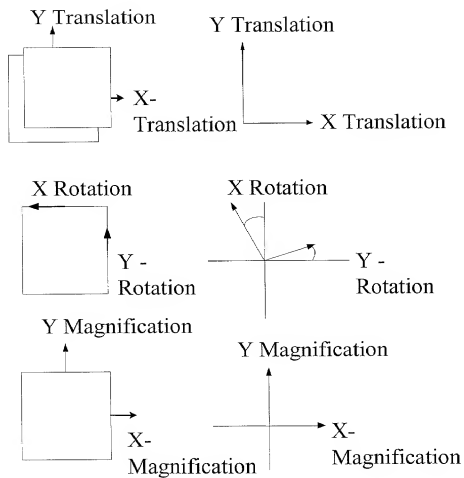 Y Translation
X-
Translation
Y Translation
X Translation
X Rotation
Y -
Rotation
X Rotation
Y -
Rotation
Y Magnification
X-
Magnification
Y Magnification
X-
Magnification